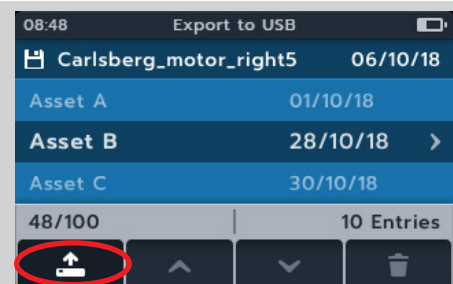 08:48 Export to USB
Carlsberg_motor_right5 06/10/18
Asset A 01/10/18
Asset B 28/10/18
Asset C 30/10/18
48/100 10 Entries